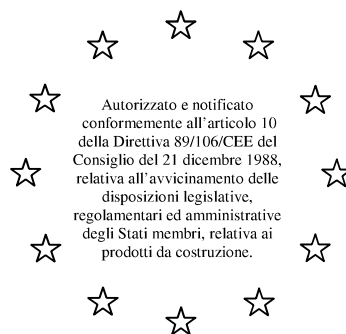 Autorizzato e notificato
conformemente all'articolo 10
della Direttiva 89/106/CEE del
Consiglio del 21 dicembre 1988,
relativa all'avvicinamento delle
disposizioni legislative,
regolamentari ed amministrative
degli Stati membri, relativa ai
prodotti da costruzione.